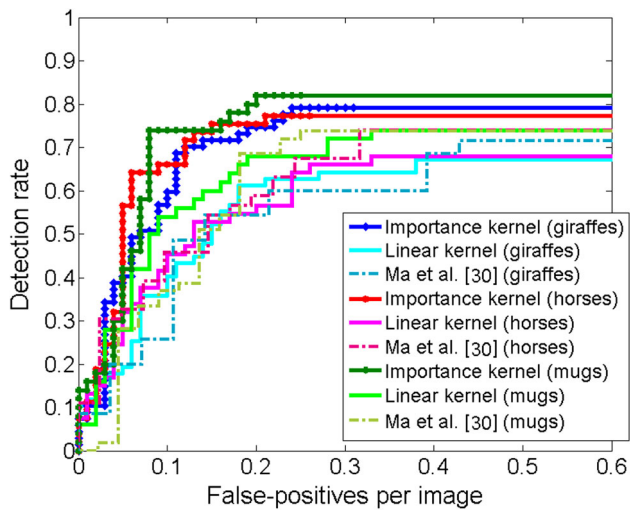 1
0.9
0.8
0.7
0.6
0.5
0.4
0.3
0.2
0.1
0
Detection rate
0 0.1 0.2 0.3 0.4 0.5 0.6
False-positives per image
Importance kernel (giraffes)
Linear kernel (giraffes)
Ma et al. [30] (giraffes)
Importance kernel (horses)
Linear kernel (horses)
Ma et al. [30] (horses)
Importance kernel (mugs)
Linear kernel (mugs)
Ma et al. [30] (mugs)